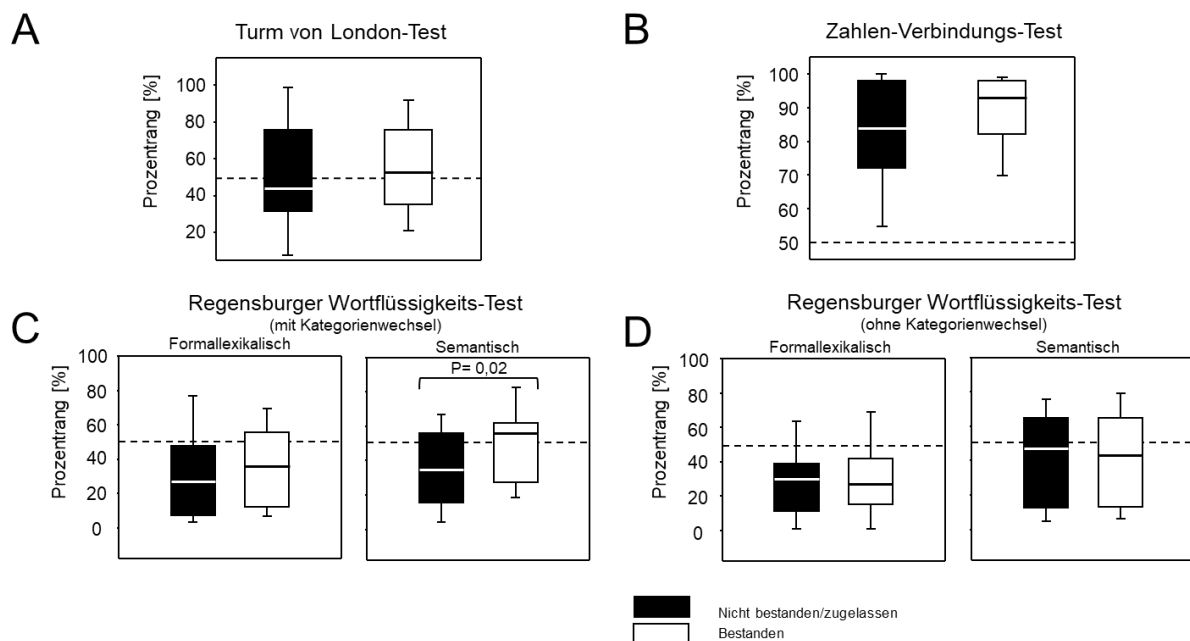 A
Turm von London-Test
Prozentrang [%]
100
80
60
40
20
B
Zahlen-Verbindungs-Test
Prozentrang [%]
100
90
80
70
60
50
C
Regensburger Wortflüssigkeits-Test
(mit Kategorienwechsel)
Formallexikalisch
Semantisch
P= 0,02
Prozentrang [%]
100
80
60
40
20
0
D
Regensburger Wortflüssigkeits-Test
(ohne Kategorienwechsel)
Formallexikalisch
Semantisch
Prozentrang [%]
100
80
60
40
20
0
Nicht bestanden/zugelassen
Bestanden